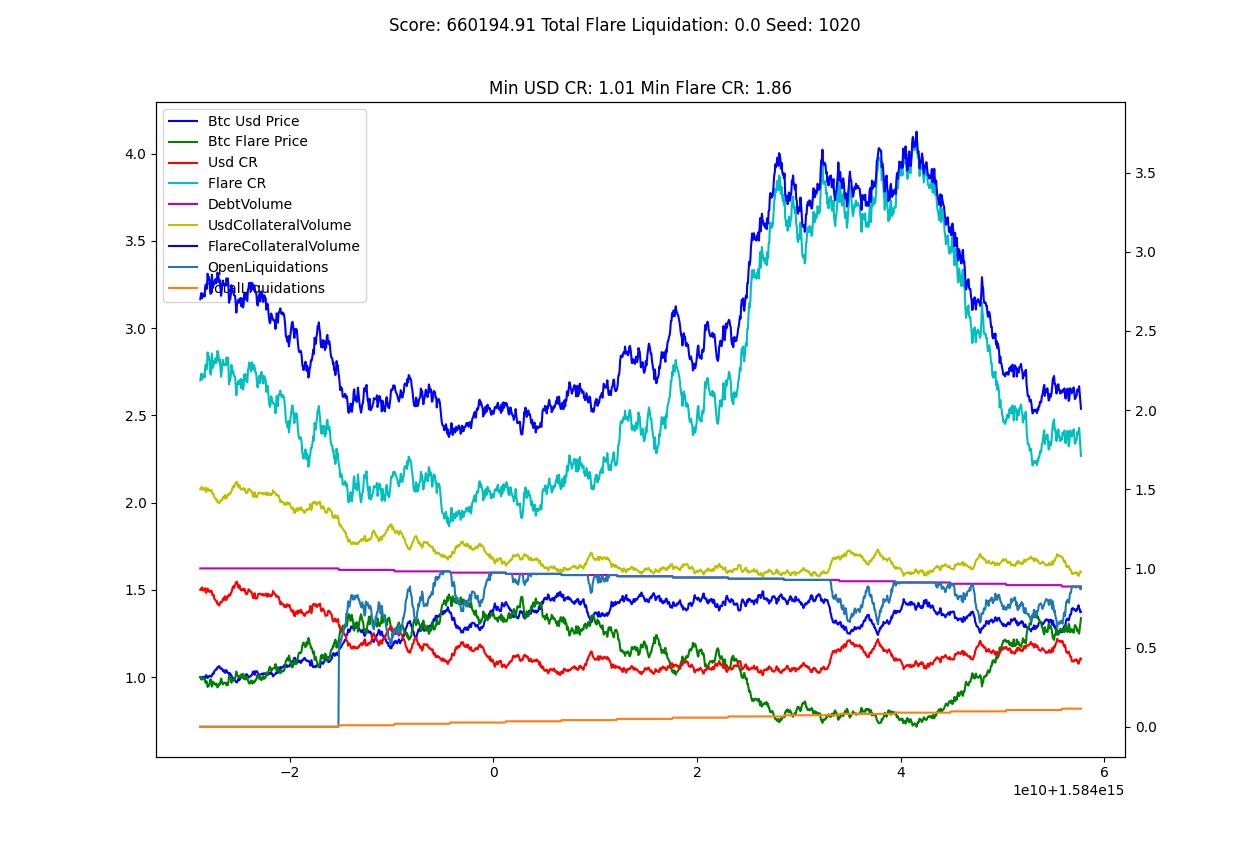 Score: 660194.91 Total Flare Liquidation: 0.0 Seed: 1020
Min USD CR: 1.01 Min Flare CR: 1.86
Btc Usd Price
Btc Flare Price
Usd CR
Flare CR
DebtVolume
UsdCollateralVolume
FlareCollateralVolume
OpenLiquidations
TotalLiquidations
4.0
3.5
3.0
2.5
2.0
1.5
1.0
3.5
3.0
2.5
2.0
1.5
1.0
0.5
0.0
−2 0 2 4 6
1e10+1.584e15